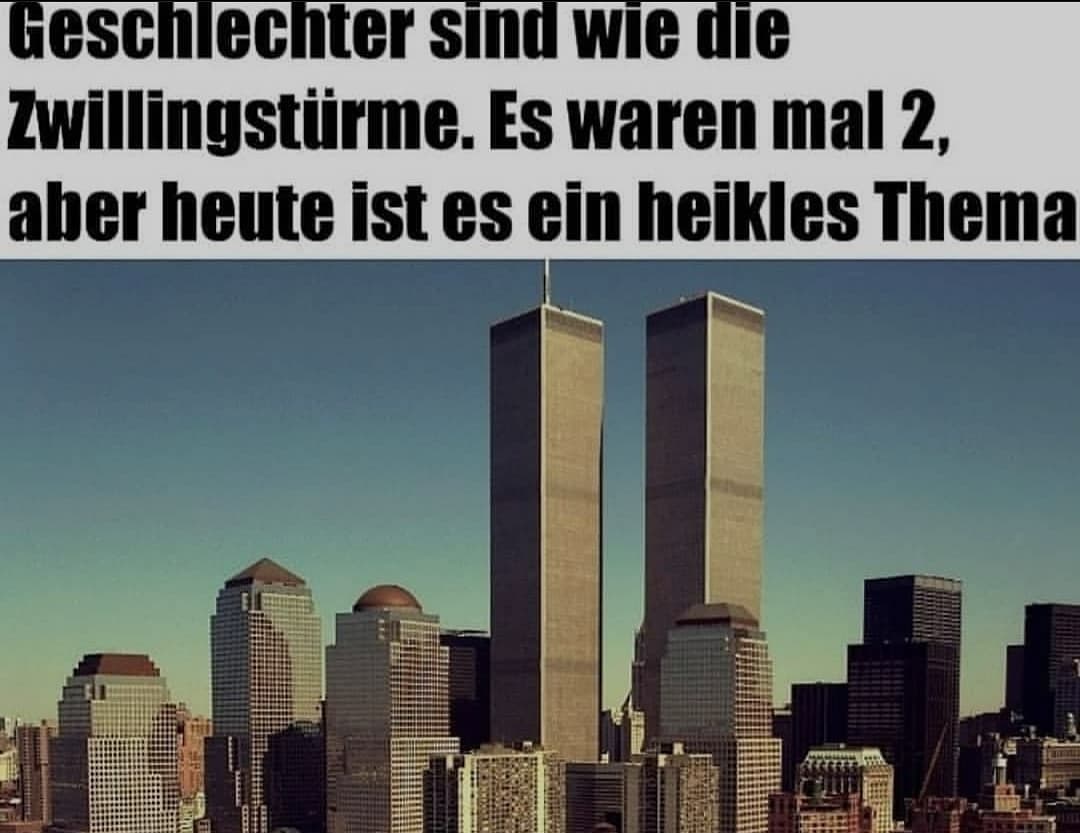 Geschlechter sind wie die
Zwillingstürme. Es waren mal 2,
aber heute ist es ein heikles Thema